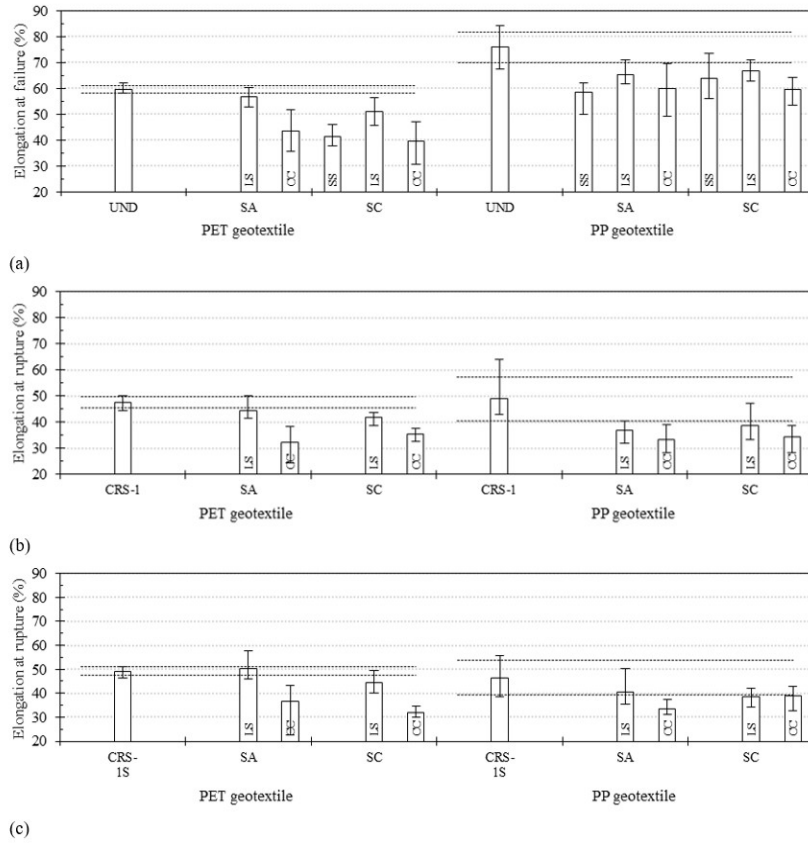 Elongation at failure (%)
90
80
70
60
50
40
30
20
LS
CC
SS
LS
CC
SS
LS
CC
SS
LS
CC
UND
SA
SC
UND
SA
SC
PET geotextile
PP geotextile
(a)
Elongation at rupture (%)
90
80
70
60
50
40
30
20
LS
CC
LS
CC
LS
CC
LS
CC
CRS-1
SA
SC
CRS-1
SA
SC
PET geotextile
PP geotextile
(b)
Elongation at rupture (%)
90
80
70
60
50
40
30
20
LS
CC
LS
CC
LS
CC
LS
CC
CRS-
1S
SA
SC
CRS-
1S
SA
SC
PET geotextile
PP geotextile
(c)